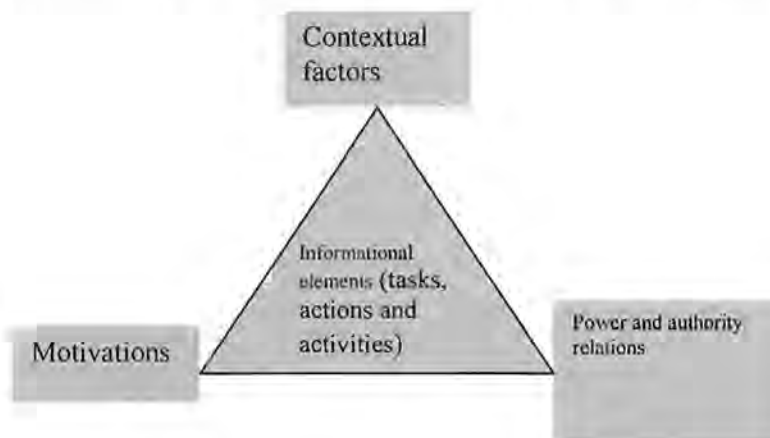 Contextual
factors
Informational
elements (tasks,
actions and
activities)
Motivations
Power and authority
relations